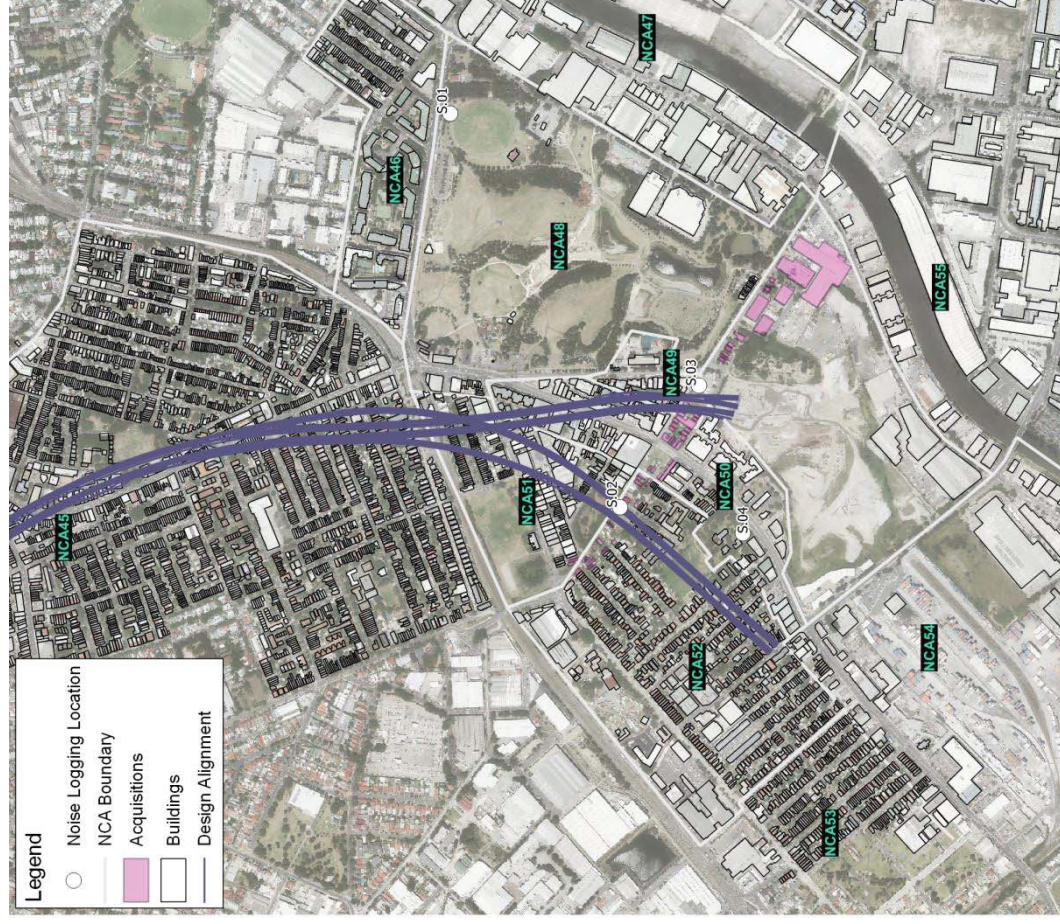 Legend
Noise Logging Location
NCA Boundary
Acquisitions
Buildings
Design Alignment
NCA45
NCA46
NCA47
S.01
NCA48
NCA49
S.03
NCA51
S.02
NCA50
S.04
NCA52
NCA55
NCA54
NCA53